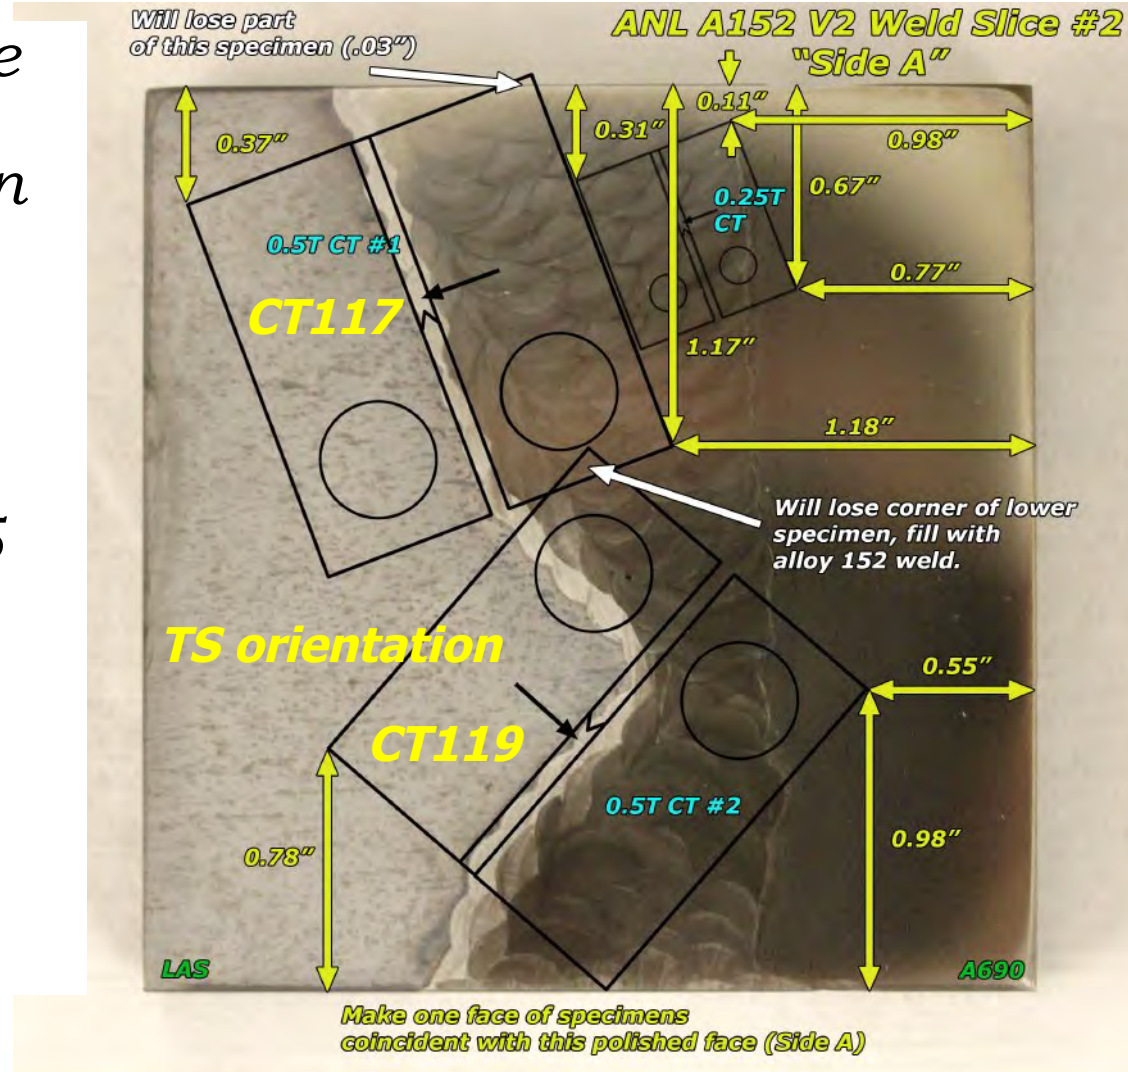 Will lose part
of this specimen (.03”)
ANL A152 V2 Weld Slice #2
“Side A”
e
n
5
0.37”
0.31”
0.11”
0.98”
0.67”
0.25T
CT
0.5T CT #1
CT117
0.77”
1.17”
1.18”
Will lose corner of lower
specimen, fill with
alloy 152 weld.
TS orientation
0.55”
CT119
0.5T CT #2
0.78”
0.98”
LAS
A690
Make one face of specimens
coincident with this polished face (Side A)